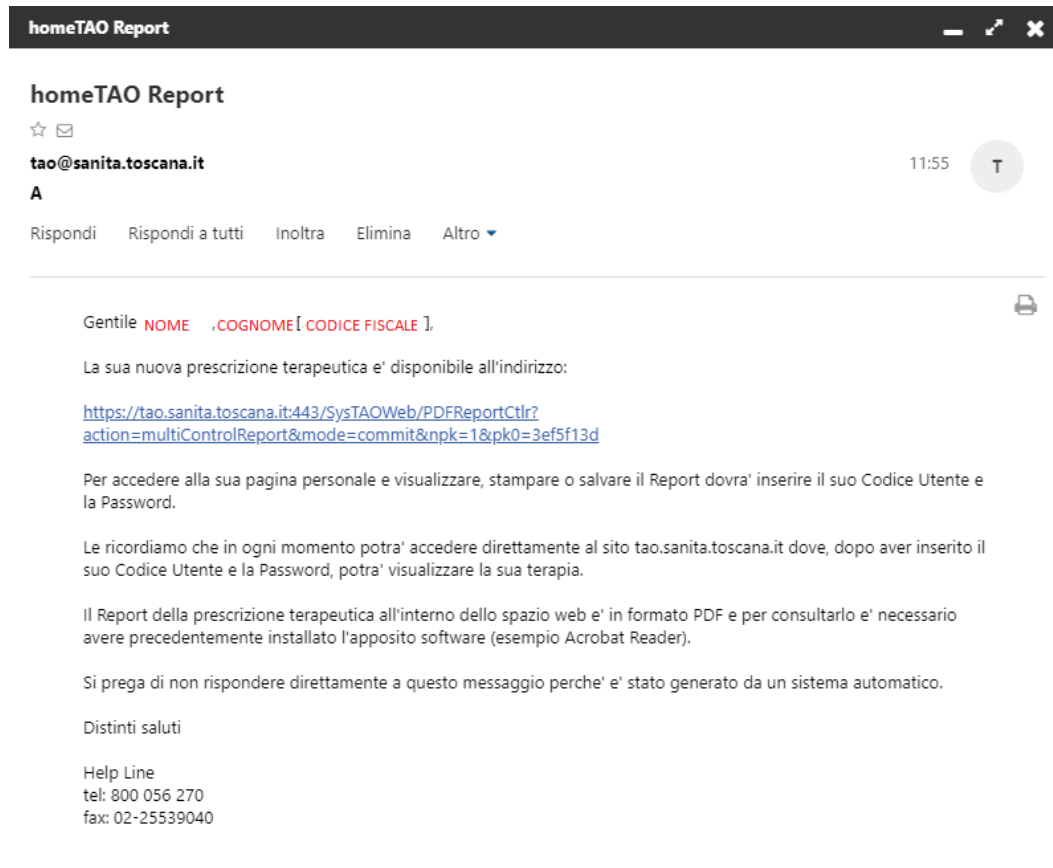 homeTAO Report
homeTAO Report
tao@sanita.toscana.it
11:55
T
A
Rispondi Rispondi a tutti Inoltra Elimina Altro
Gentile NOME ,COGNOME[ CODICE FISCALE ],
La sua nuova prescrizione terapeutica e' disponibile all'indirizzo:
https://tao.sanita.toscana.it:443/SysTAOWeb/PDFReportCtlr?
action=multiControlReport&mode=commit&npk=1&pk0=3ef5f13d
Per accedere alla sua pagina personale e visualizzare, stampare o salvare il Report dovra' inserire il suo Codice Utente e
la Password.
Le ricordiamo che in ogni momento potra' accedere direttamente al sito tao.sanita.toscana.it dove, dopo aver inserito il
suo Codice Utente e la Password, potra' visualizzare la sua terapia.
Il Report della prescrizione terapeutica all'interno dello spazio web e' in formato PDF e per consultarlo e' necessario
avere precedentemente installato l'apposito software (esempio Acrobat Reader).
Si prega di non rispondere direttamente a questo messaggio perche' e' stato generato da un sistema automatico.
Distinti saluti
Help Line
tel: 800 056 270
fax: 02-25539040